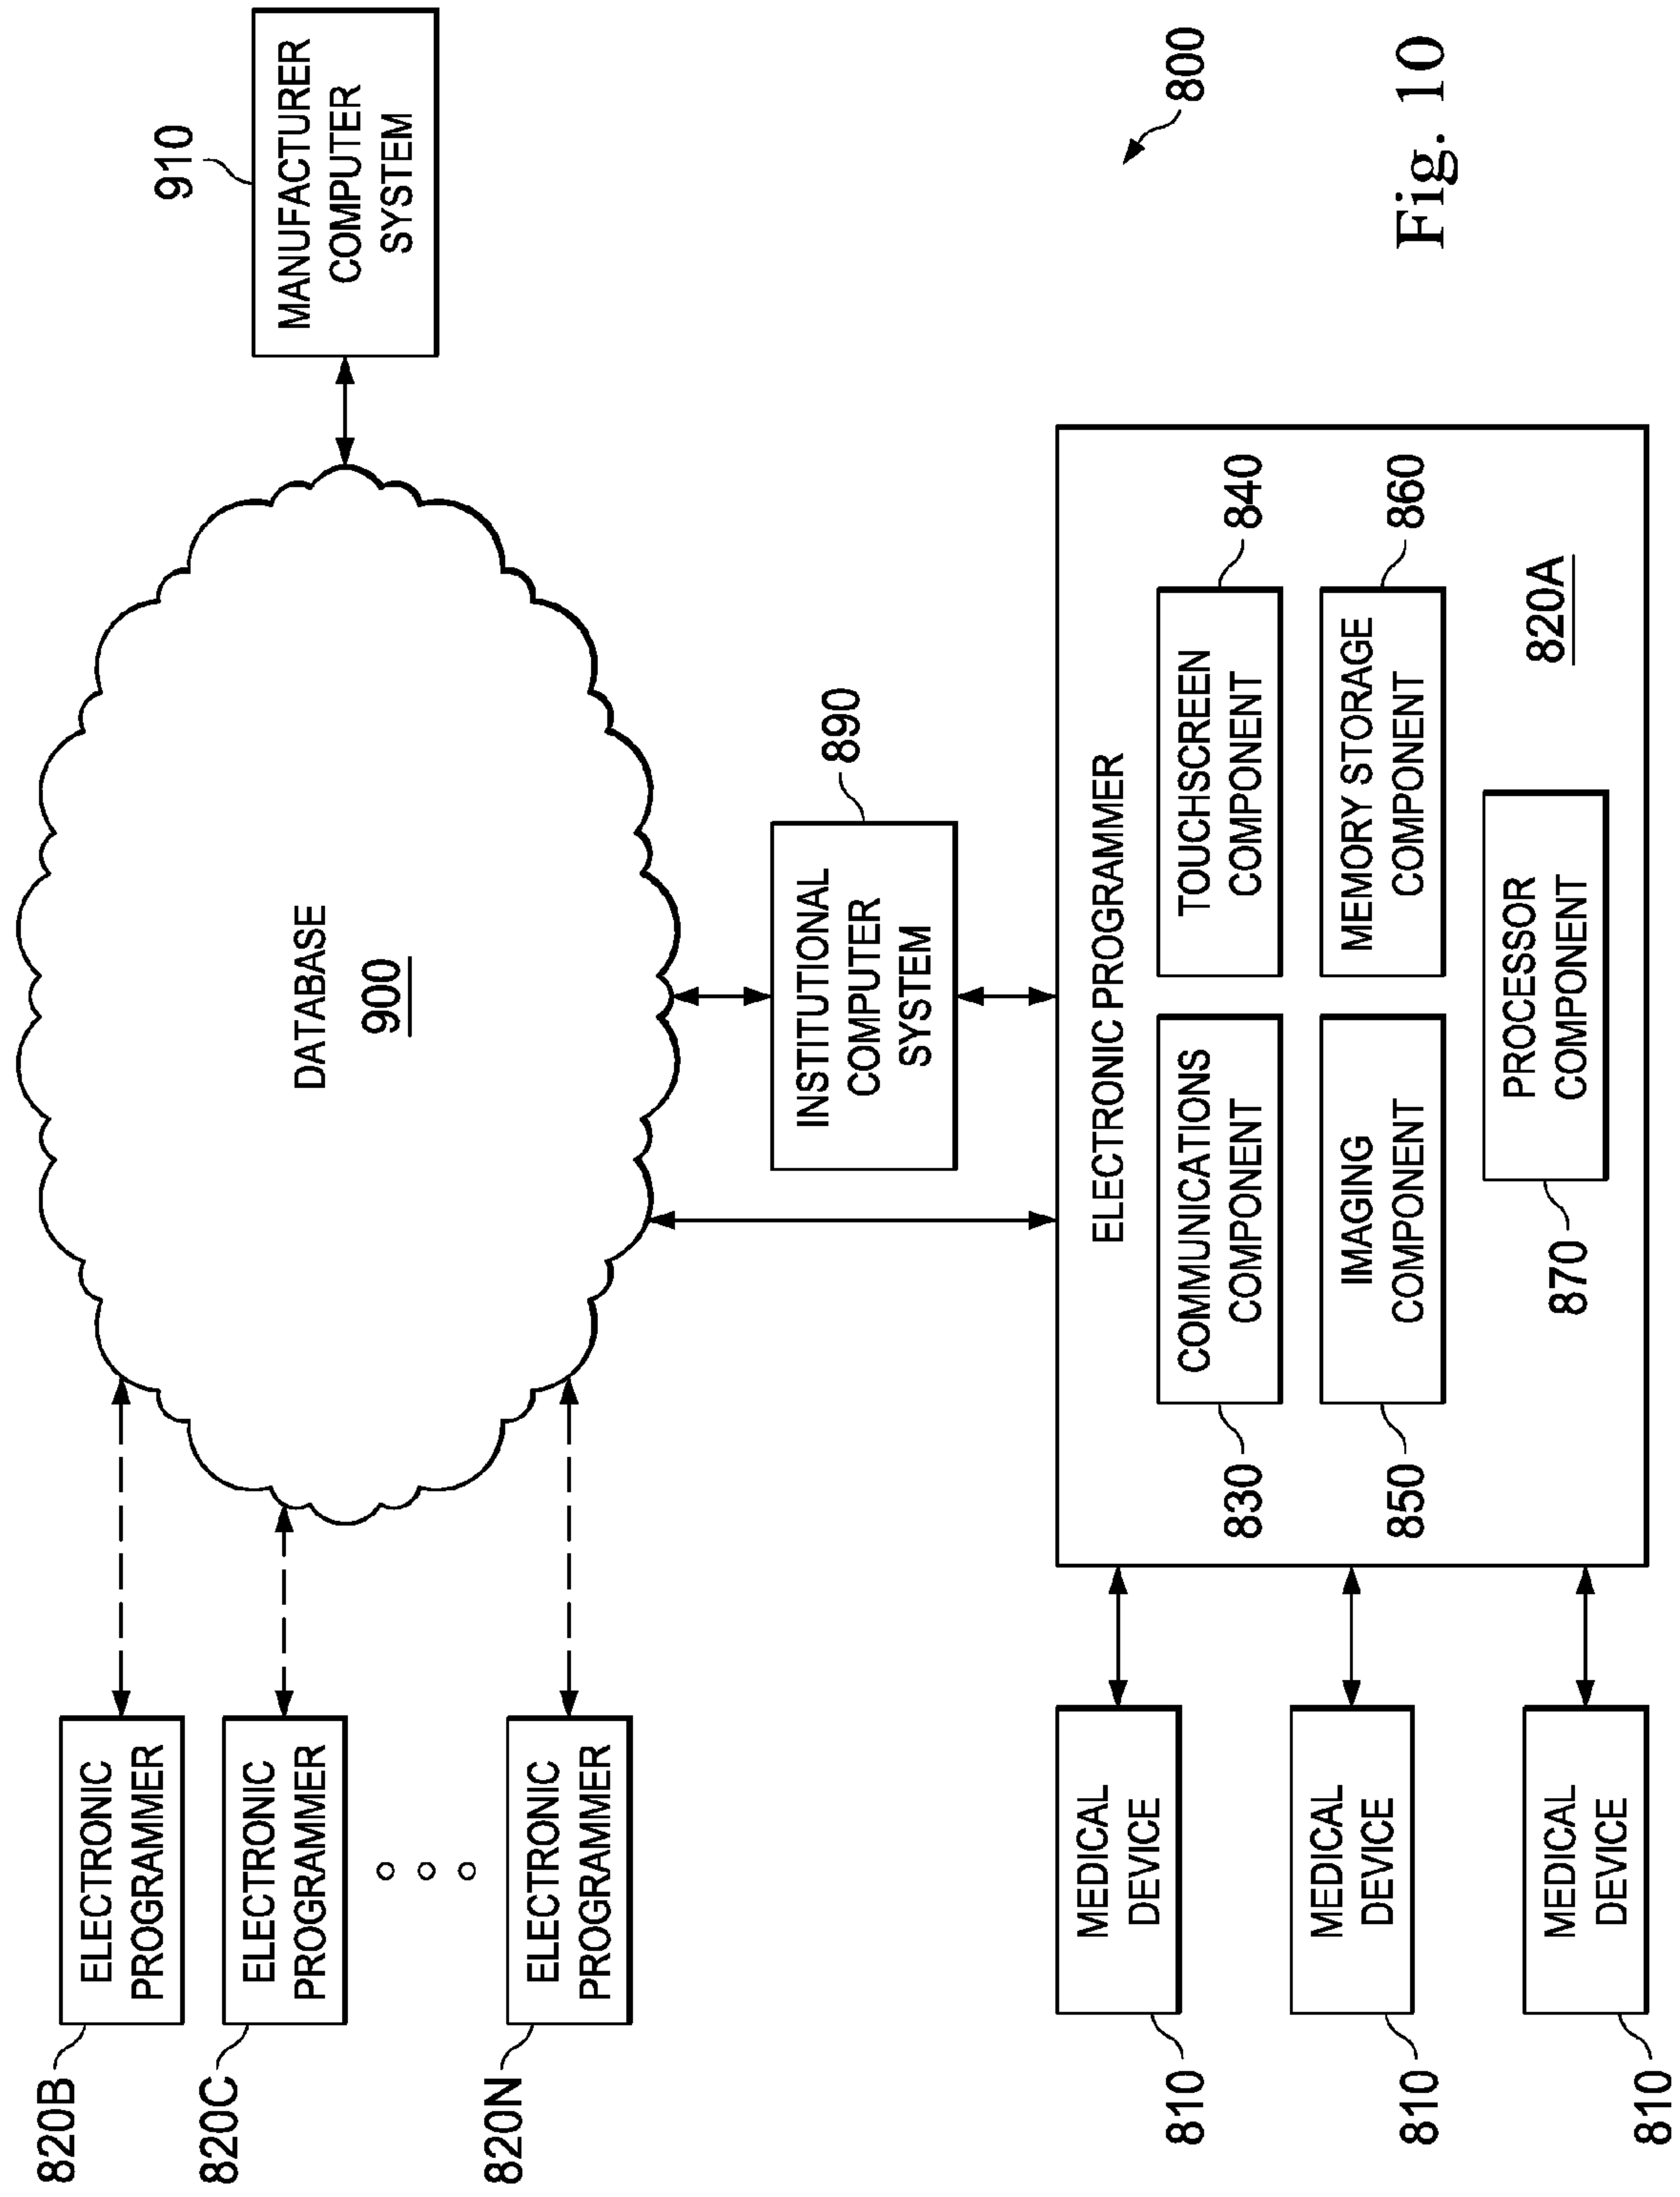 820B
ELECTRONIC
PROGRAMMER
820C
ELECTRONIC
PROGRAMMER
820N
ELECTRONIC
PROGRAMMER
DATABASE
900
910
MANUFACTURER
COMPUTER
SYSTEM
INSTITUTIONAL
COMPUTER
SYSTEM
890
810
MEDICAL
DEVICE
810
MEDICAL
DEVICE
810
MEDICAL
DEVICE
ELECTRONIC PROGRAMMER
830
COMMUNICATIONS
COMPONENT
TOUCHSCREEN
COMPONENT
840
850
IMAGING
COMPONENT
MEMORY STORAGE
COMPONENT
860
870
PROCESSOR
COMPONENT
820A
800
Fig. 10